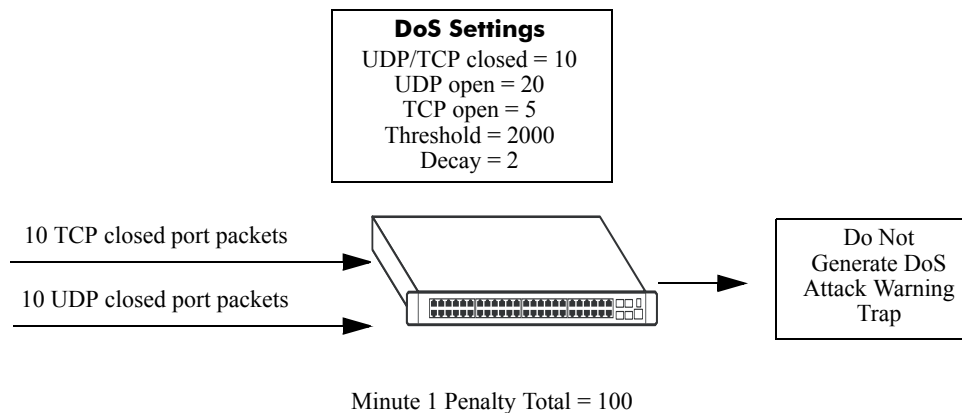 DoS Settings
UDP/TCP closed = 10
UDP open = 20
TCP open = 5
Threshold = 2000
Decay = 2
10 TCP closed port packets
10 UDP closed port packets
Do Not
Generate DoS
Attack Warning
Trap
Minute 1 Penalty Total = 100